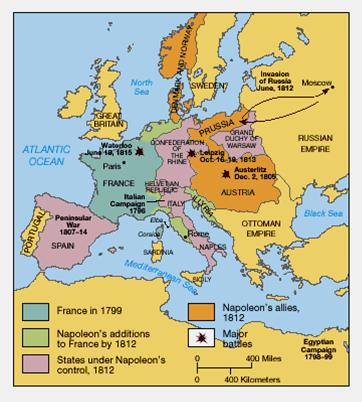 North
Sea
DENMARK AND NORWAY
SWEDEN
Invasion
of Russia
June, 1812
Moscow
GREAT
BRITAIN
PRUSSIA
Waterloo
June 18, 1815
CONFEDERATION
OF THE
RHINE
GRAND
DUCHY OF
WARSAW
Leipzig
Oct. 16-19, 1813
RUSSIAN
EMPIRE
ATLANTIC
OCEAN
Paris
Austerlitz
Dec. 2, 1805
FRANCE
HELVETIAN
REPUBLIC
AUSTRIA
Italian
Campaign
1796
ITALY
ILLYRIA
Black Sea
PORTUGAL
Peninsular
War
1807-14
SPAIN
Elba
Corsica
Rome
OTTOMAN
EMPIRE
SARDINIA
NAPLES
Mediterranean Sea
SICILY
France in 1799
Napoleon's additions
to France by 1812
States under Napoleon's
control, 1812
Napoleon's allies,
1812
Major
battles
Egyptian
Campaign
1798-99
0 400 Miles
0 400 Kilometers